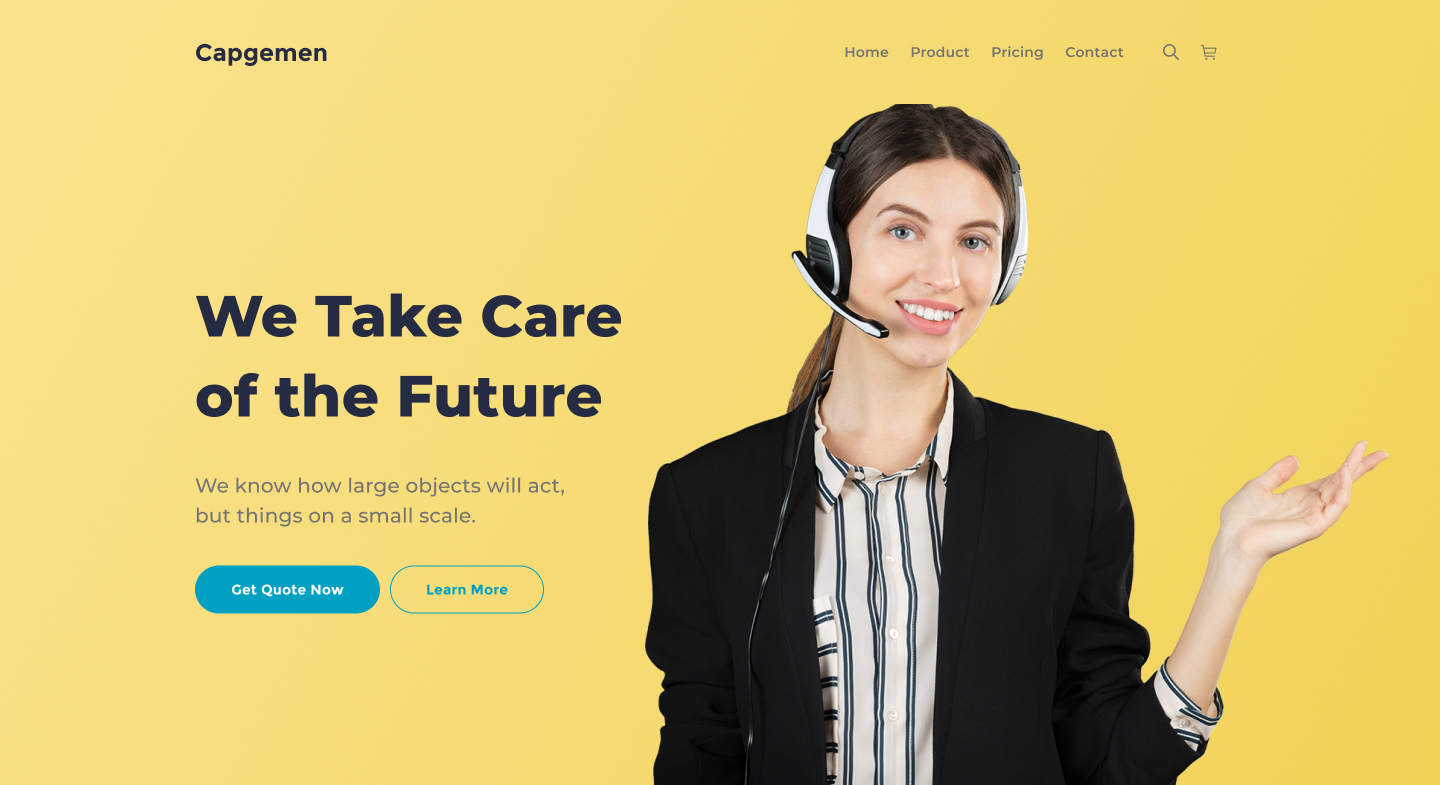 Capgemen
Home Product Pricing Contact
We Take Care
of the Future
We know how large objects will act,
but things on a small scale.
Get Quote Now Learn More